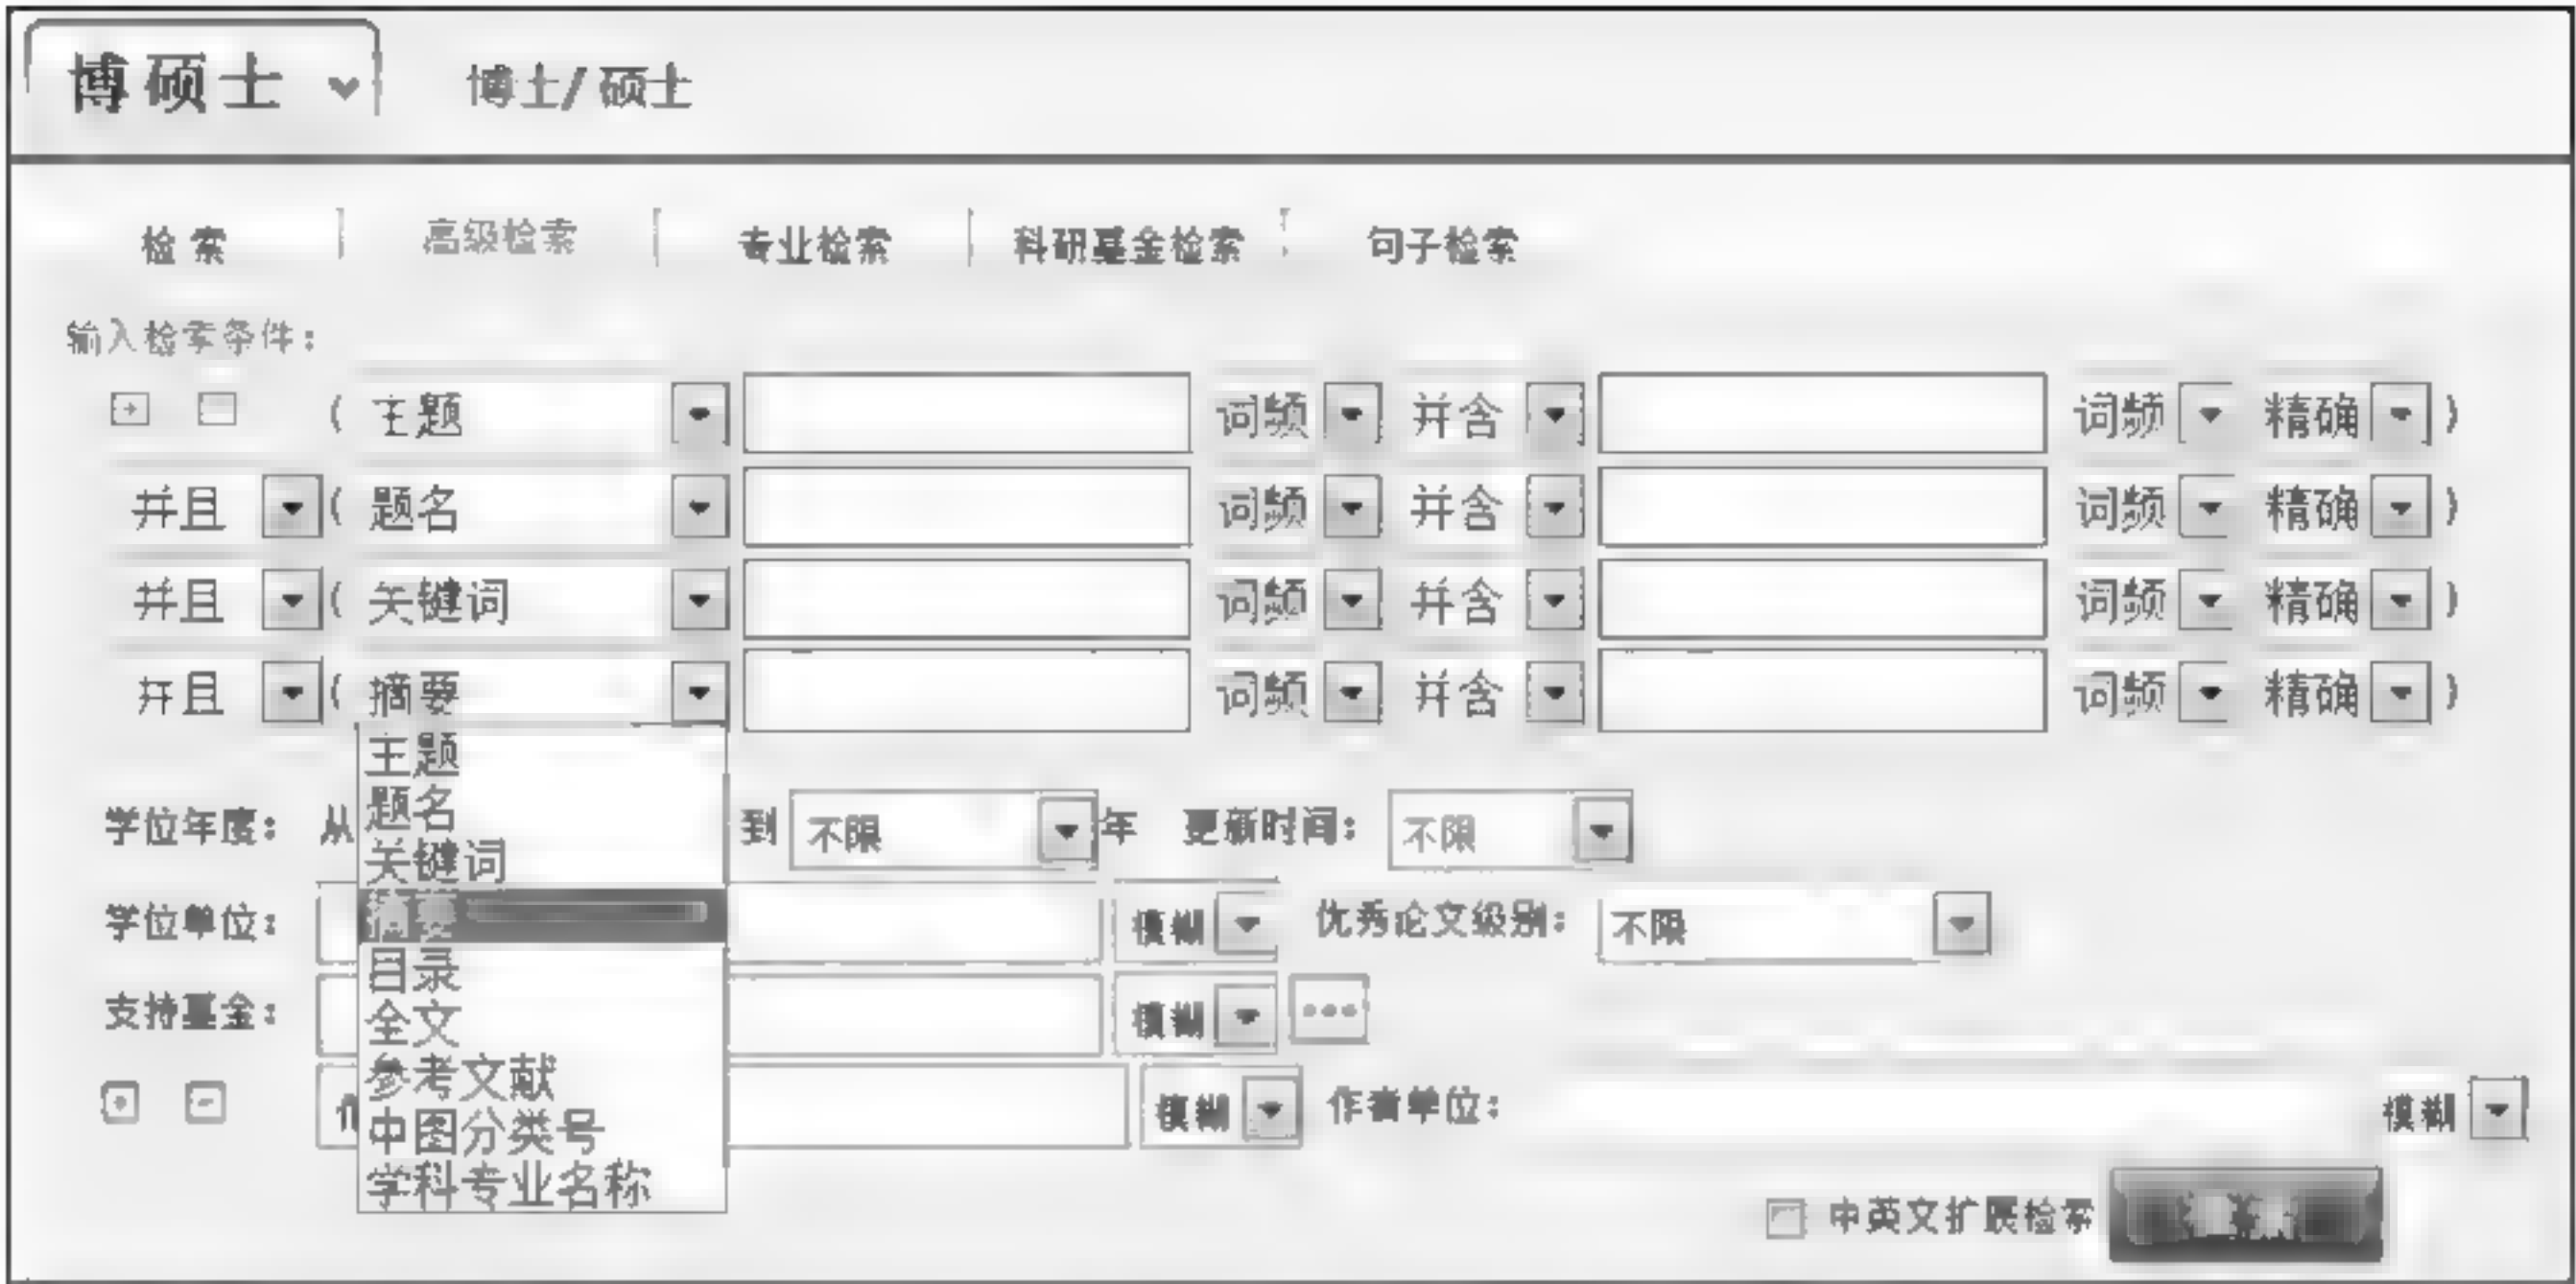 博硕士 博士/硕士
检索 高级检索 专业检索 科研基金检索 句子检索
输入检索条件:
( 主题 词频 并含 词频 精确 )
并且 ( 题名 词频 并含 词频 精确 )
并且 ( 关键词 词频 并含 词频 精确 )
并且 ( 摘要 词频 并含 词频 精确 )
主题
题名
学位年度: 从 到 不限 年 更新时间: 不限
关键词
摘要
学位单位: 模糊 优秀论文级别: 不限
目录
支持基金: 模糊 ...
全文
参考文献
模糊 作者单位: 模糊
中图分类号
学科专业名称
中英文扩展检索